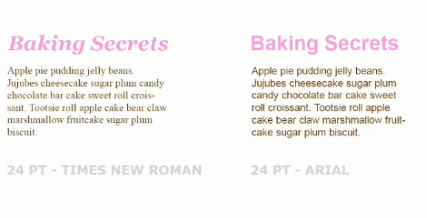 Baking Secrets
Apple pie pudding jelly beans.
Jujubes cheesecake sugar plum candy
chocolate bar cake sweet roll crois-
sant. Tootsie roll apple cake bear claw
marshmallow fruitcake sugar plum
biscuit.
24 PT - TIMES NEW ROMAN
Baking Secrets
Apple pie pudding jelly beans.
Jujubes cheesecake sugar plum
candy chocolate bar cake sweet
roll croissant. Tootsie roll apple
cake bear claw marshmallow fruit-
cake sugar plum biscuit.
24 PT - ARIAL